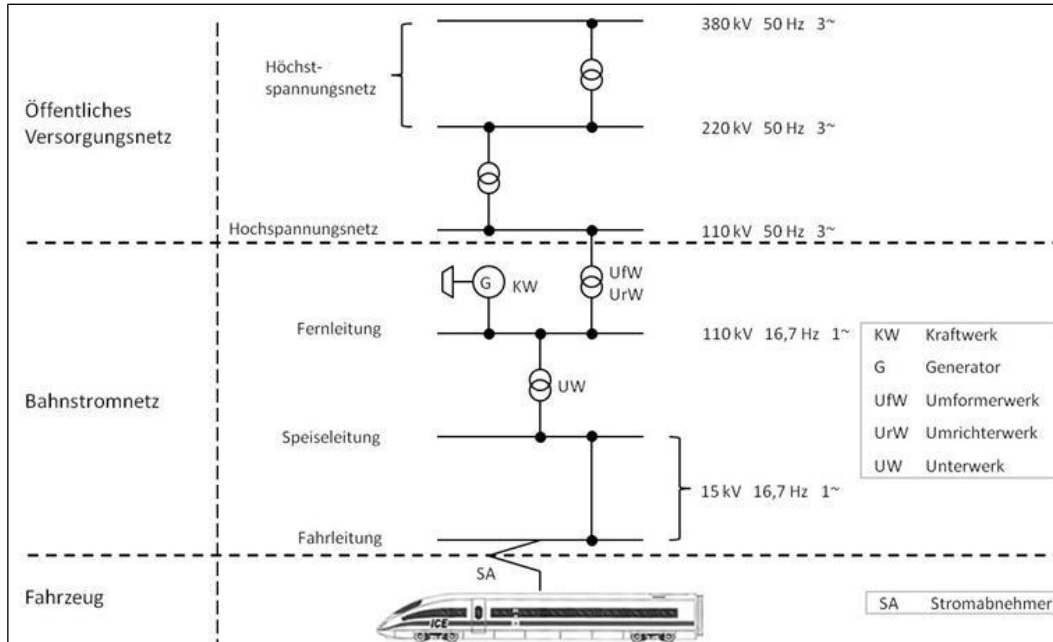 380 kV 50 Hz 3~
Höchst-
spannungsnetz
Öffentliches
Versorgungsnetz
220 kV 50 Hz 3~
Hochspannungsnetz
110 kV 50 Hz 3~
UfW
UrW
G
KW
Fernleitung
110 kV 16,7 Hz 1~
KW Kraftwerk
G Generator
UfW Umformerwerk
UrW Umrichterwerk
UW Unterwerk
UW
Bahnstromnetz
Speiseleitung
15 kV 16,7 Hz 1~
Fahrleitung
SA
Fahrzeug
ICE
SA Stromabnehmer